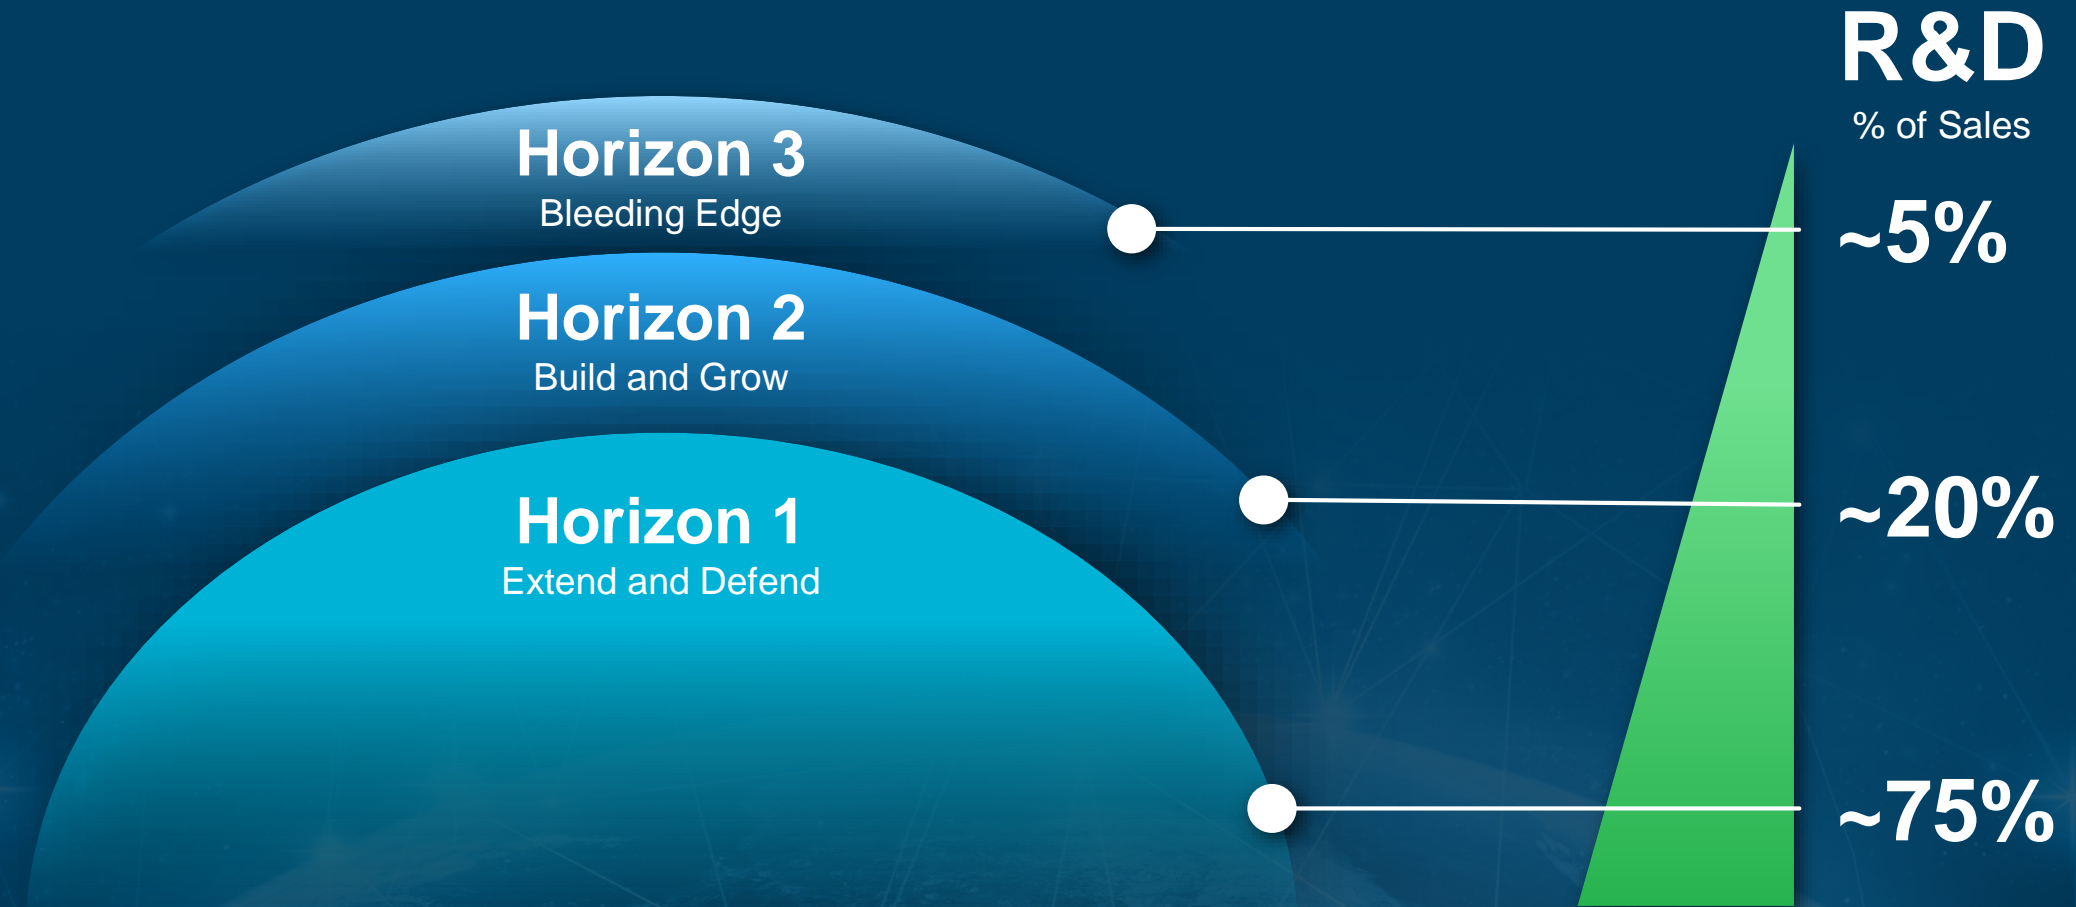 R&D
% of Sales
Horizon 3
Bleeding Edge
~5%
Horizon 2
Build and Grow
~20%
Horizon 1
Extend and Defend
~75%